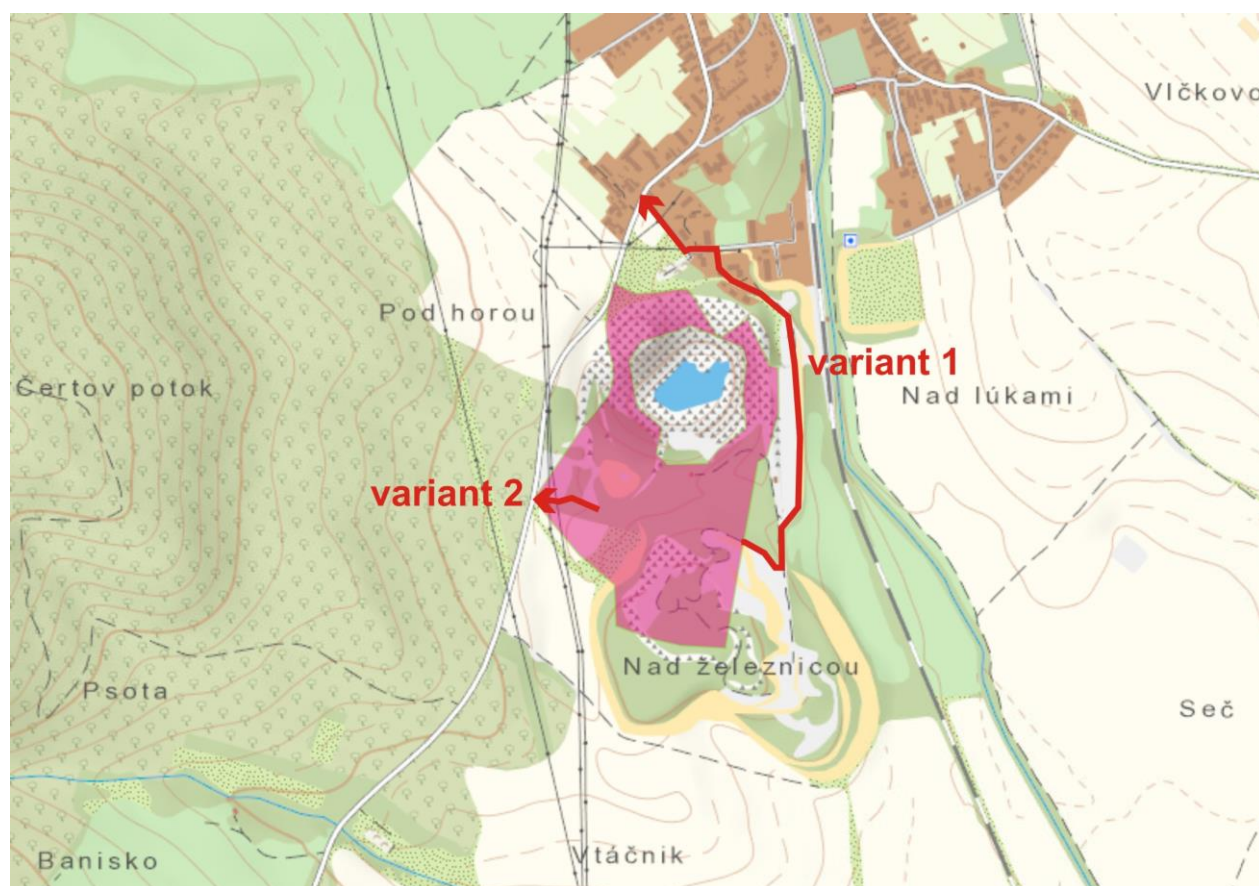 Vlčkovo
Pod horou
variant 1
Čertov potok
Nad lúkami
variant 2
Nad železnicou
Psota
Seč
Banisko
Vtáčnik